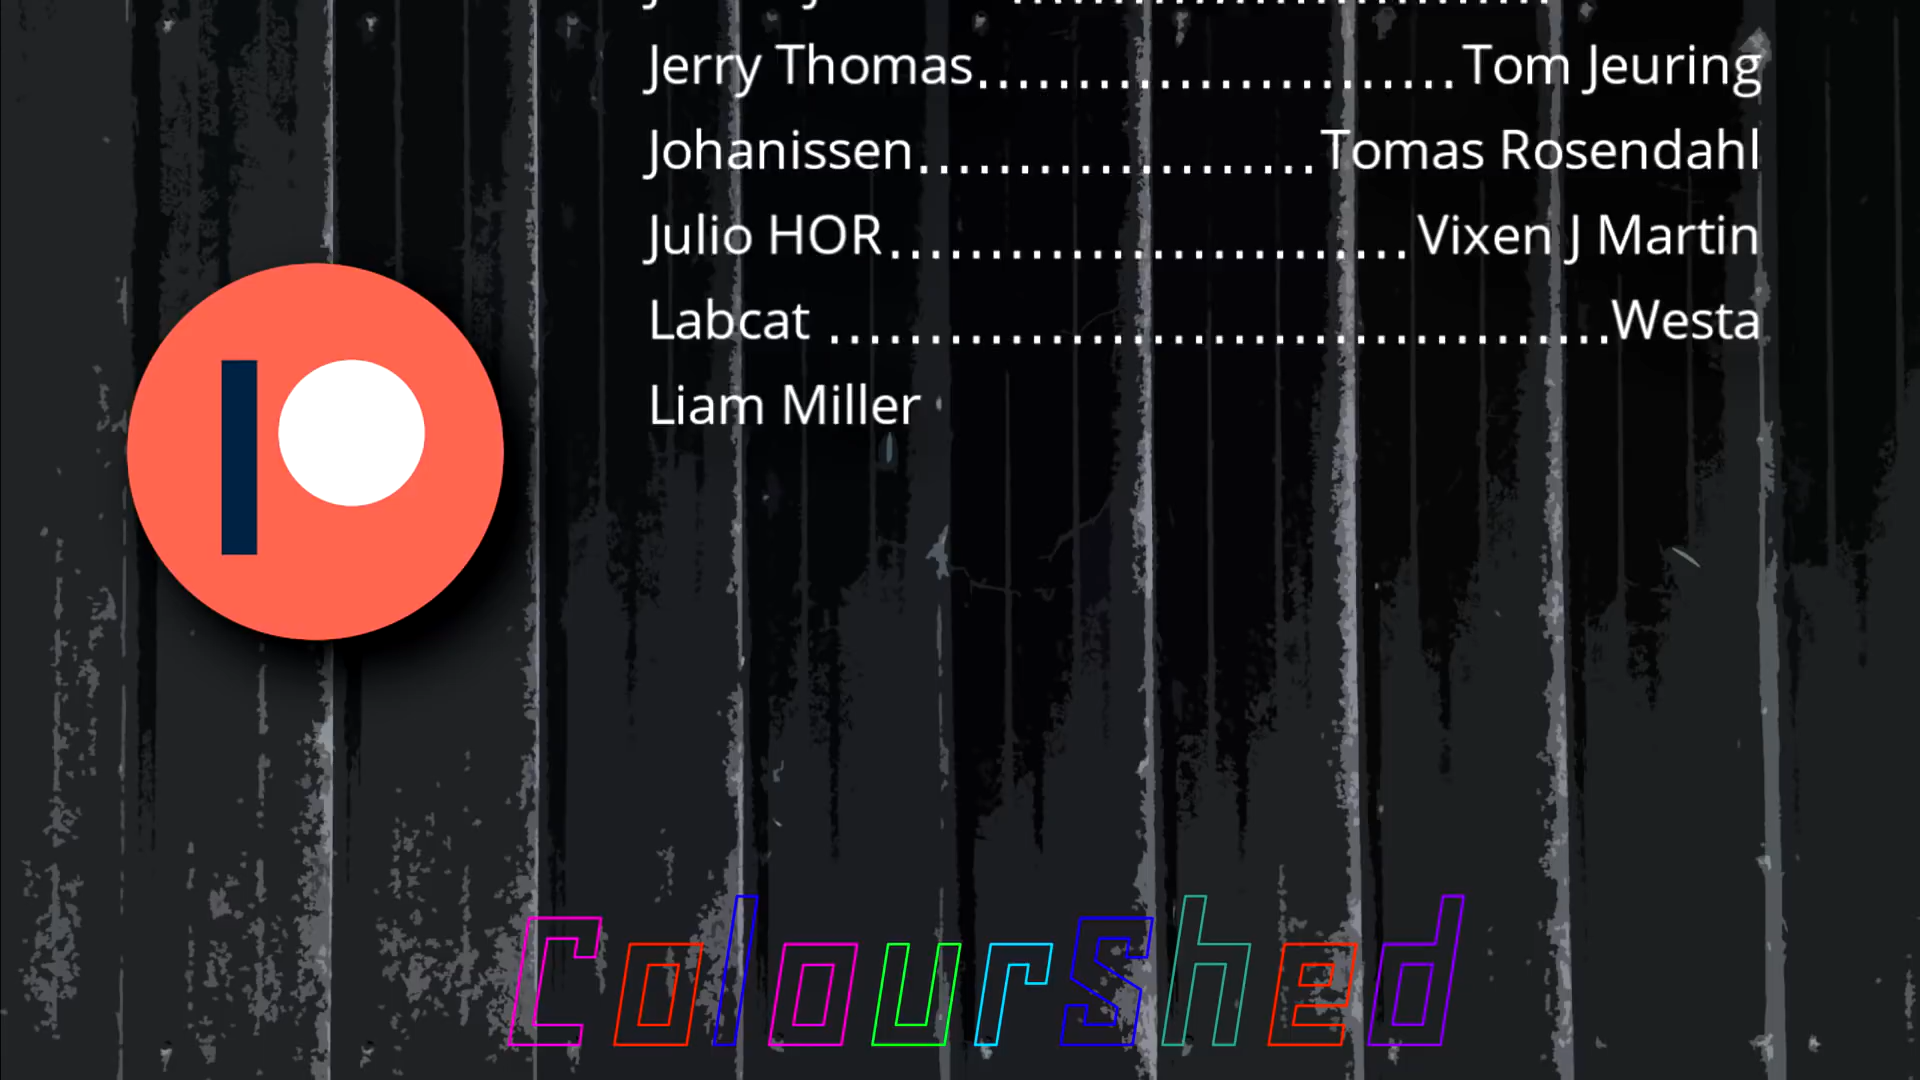 Jerry Thomas.........................Tom Jeuring
Johanissen....................Tomas Rosendahl
Julio HOR..........................Vixen J Martin
Labcat .......................................Westa
Liam Miller
ColourShed